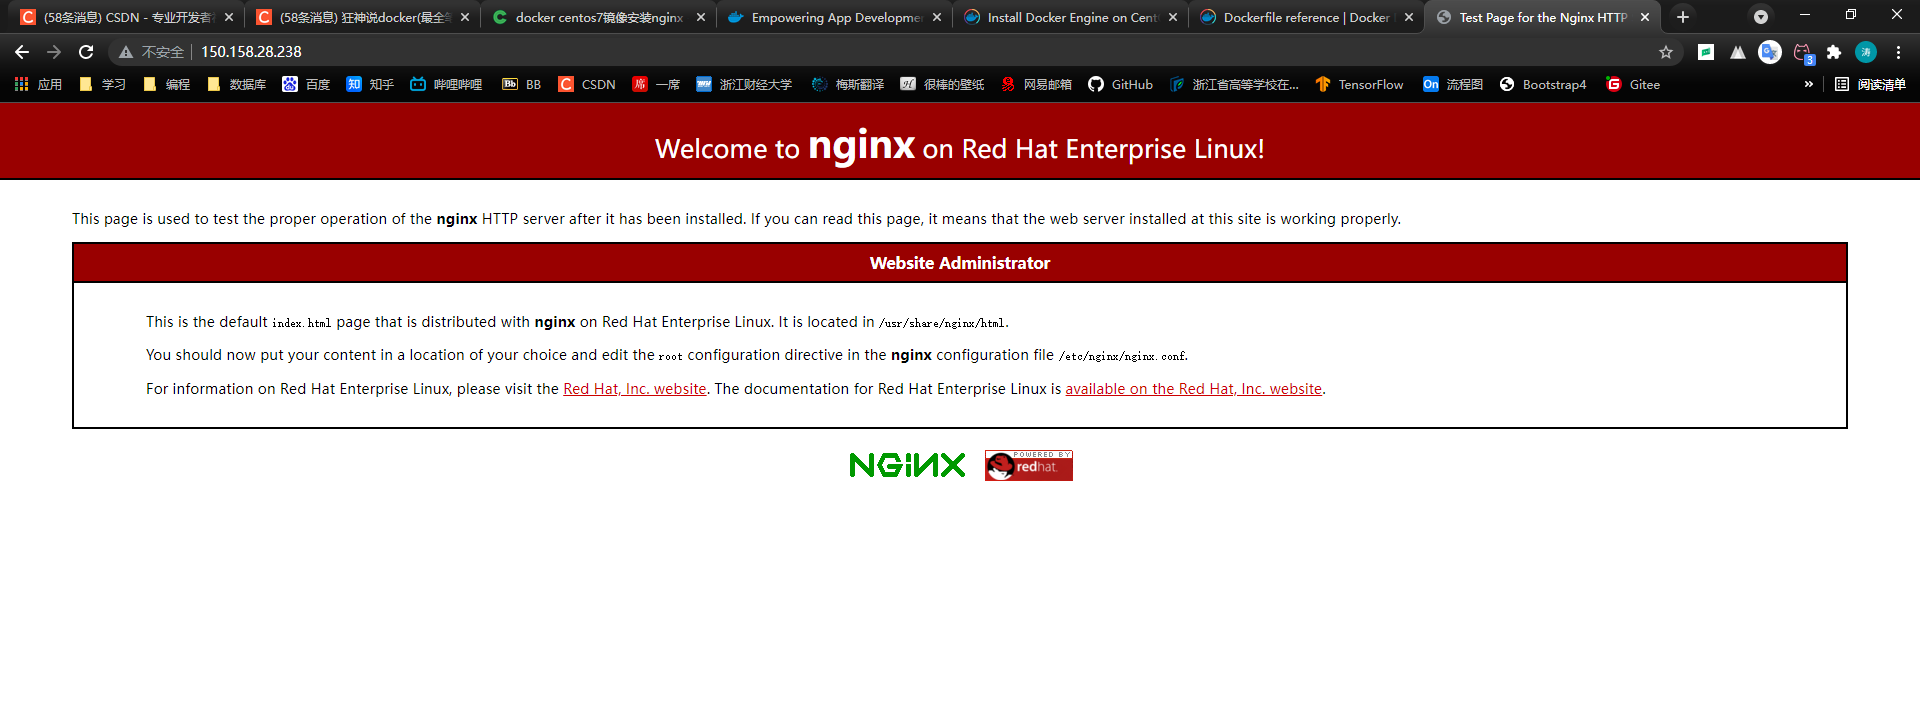 (58条消息) CSDN - 专业开发者
(58条消息) 狂神说docker(最全
docker centos7镜像安装nginx
Empowering App Developmen
Install Docker Engine on Cent
Dockerfile reference | Docker
Test Page for the Nginx HTTP
不安全 150.158.28.238
3
涛
应用 学习 编程 数据库 百度 知乎 哔哩哔哩 BB CSDN 一席 浙江财经大学 梅斯翻译 很棒的壁纸 网易邮箱 GitHub 浙江省高等学校在... TensorFlow 流程图 Bootstrap4 Gitee » 阅读清单
Welcome to nginx on Red Hat Enterprise Linux!
This page is used to test the proper operation of the nginx HTTP server after it has been installed. If you can read this page, it means that the web server installed at this site is working properly.
Website Administrator
This is the default index.html page that is distributed with nginx on Red Hat Enterprise Linux. It is located in /usr/share/nginx/html.
You should now put your content in a location of your choice and edit the root configuration directive in the nginx configuration file /etc/nginx/nginx.conf.
For information on Red Hat Enterprise Linux, please visit the Red Hat, Inc. website. The documentation for Red Hat Enterprise Linux is available on the Red Hat, Inc. website.
NGiNX
POWERED BY
redhat.